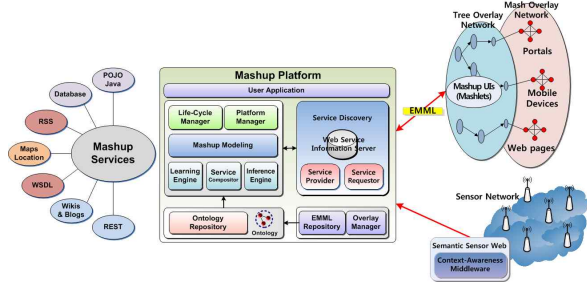 POJO
Java
Database
RSS
Maps
Location
WSDL
Wikis
& Blogs
REST
Mashup
Services
Mashup Platform
User Application
Life-Cycle
Manager
Platform
Manager
Mashup Modeling
Learning
Engine
Service
Compositor
Inference
Engine
Service Discovery
Web Service
Information Server
Service
Provider
Service
Requestor
Ontology
Repository
Ontology
EMML
Repository
Overlay
Manager
EMML
Tree Overlay
Network
Mash Overlay
Network
Portals
Mashup UIs
(Mashlets)
Mobile
Devices
Web pages
Sensor Network
Semantic Sensor Web
Context-Awareness
Middleware